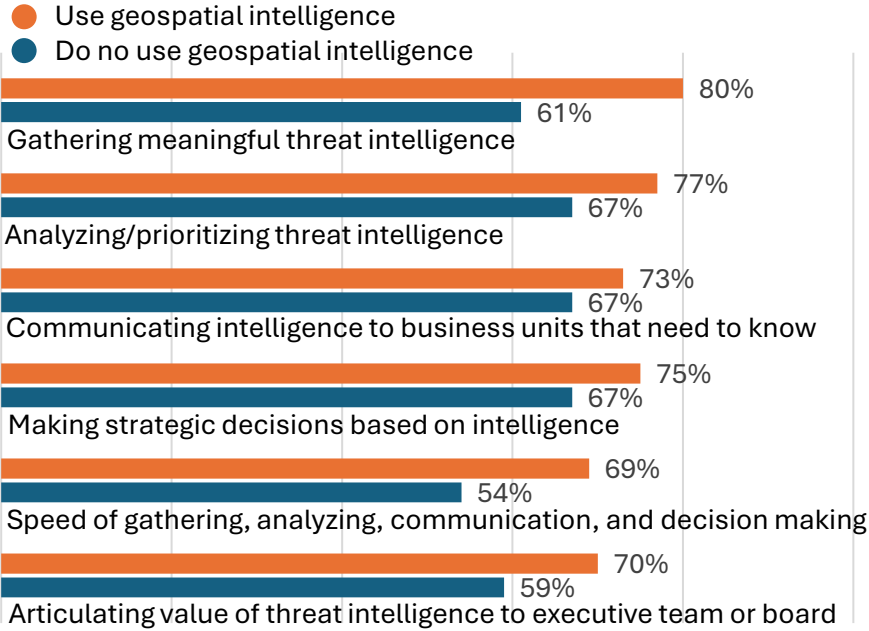 Use geospatial intelligence
Do no use geospatial intelligence
80%
61%
Gathering meaningful threat intelligence
77%
67%
Analyzing/prioritizing threat intelligence
73%
67%
Communicating intelligence to business units that need to know
75%
67%
Making strategic decisions based on intelligence
69%
54%
Speed of gathering, analyzing, communication, and decision making
70%
59%
Articulating value of threat intelligence to executive team or board